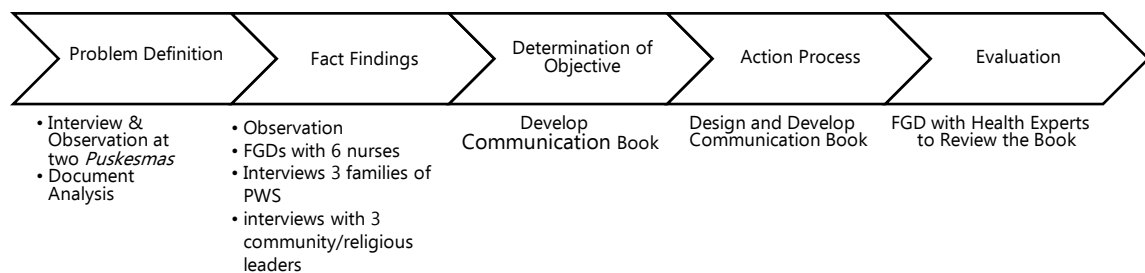 Problem Definition
Fact Findings
Determination of
Objective
Action Process
Evaluation
• Interview &
Observation at
two Puskesmas
• Document
Analysis
• Observation
• FGDs with 6 nurses
• Interviews 3 families of
PWS
• interviews with 3
community/religious
leaders
Develop
Communication Book
Design and Develop
Communication Book
FGD with Health Experts
to Review the Book